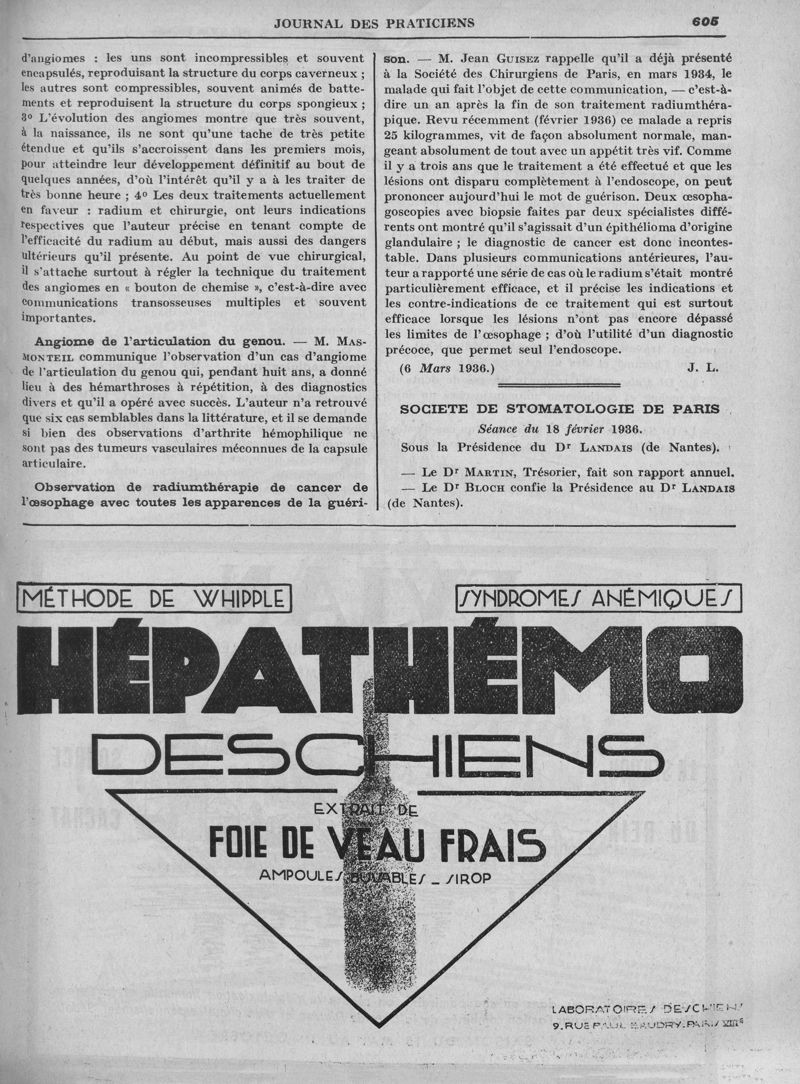 JOURNAL DES PRATICIENS
605
d'angiomes : les uns sont incompressibles et souvent
encapsulés, reproduisant la structure du corps caverneux ;
les autres sont compressibles, souvent animés de batte-
ments et reproduisent la structure du corps spongieux ;
3º L'évolution des angiomes montre que très souvent,
à la naissance, ils ne sont qu'une tache de très petite
étendue et qu'ils s'accroissent dans les premiers mois,
pour atteindre leur développement définitif au bout de
quelques années, d'où l'intérêt qu'il y a à les traiter de
très bonne heure ; 4º Les deux traitements actuellement
en faveur : radium et chirurgie, ont leurs indications
respectives que l'auteur précise en tenant compte de
l'efficacité du radium au début, mais aussi des dangers
ultérieurs qu'il présente. Au point de vue chirurgical,
il s'attache surtout à régler la technique du traitement
des angiomes en « bouton de chemise », c'est-à-dire avec
communications transosseuses multiples et souvent
importantes.
Angiome de l'articulation du genou. — M. MAS-
MONTEIL communique l'observation d'un cas d'angiome
de l'articulation du genou qui, pendant huit ans, a donné
lieu à des hémarthroses à répétition, à des diagnostics
divers et qu'il a opéré avec succès. L'auteur n'a retrouvé
que six cas semblables dans la littérature, et il se demande
si bien des observations d'arthrite hémophilique ne
sont pas des tumeurs vasculaires méconnues de la capsule
articulaire.
Observation de radiumthérapie de cancer de
l'œsophage avec toutes les apparences de la guéri-
son. — M. Jean GUISEZ rappelle qu'il a déjà présenté
à la Société des Chirurgiens de Paris, en mars 1934, le
malade qui fait l'objet de cette communication, — c'est-à-
dire un an après la fin de son traitement radiumthéra-
pique. Revu récemment (février 1936) ce malade a repris
25 kilogrammes, vit de façon absolument normale, man-
geant absolument de tout avec un appétit très vif. Comme
il y a trois ans que le traitement a été effectué et que les
lésions ont disparu complètement à l'endoscope, on peut
prononcer aujourd'hui le mot de guérison. Deux œsopha-
goscopies avec biopsie faites par deux spécialistes diffé-
rents ont montré qu'il s'agissait d'un épithélioma d'origine
glandulaire ; le diagnostic de cancer est donc incontes-
table. Dans plusieurs communications antérieures, l'au-
teur a rapporté une série de cas où le radium s'était montré
particulièrement efficace, et il précise les indications et
les contre-indications de ce traitement qui est surtout
efficace lorsque les lésions n'ont pas encore dépassé
les limites de l'œsophage ; d'où l'utilité d'un diagnostic
précoce, que permet seul l'endoscope.
(6 Mars 1936.) J. L.
SOCIETE DE STOMATOLOGIE DE PARIS
Séance du 18 février 1936.
Sous la Présidence du Dr LANDAIS (de Nantes).
— Le Dr MARTIN, Trésorier, fait son rapport annuel.
— Le Dr BLOCH confie la Présidence au Dr LANDAIS
(de Nantes).
MÉTHODE DE WHIPPLE
SYNDROMES ANÉMIQUES
HÉPATHÉMO
DESCHIENS
EXTRAIT DE
FOIE DE VEAU FRAIS
AMPOULES BUVABLES _ SIROP
LABORATOIRES DESCHIENS
9. RUE PAUL BAUDRY. PARIS VIIIe